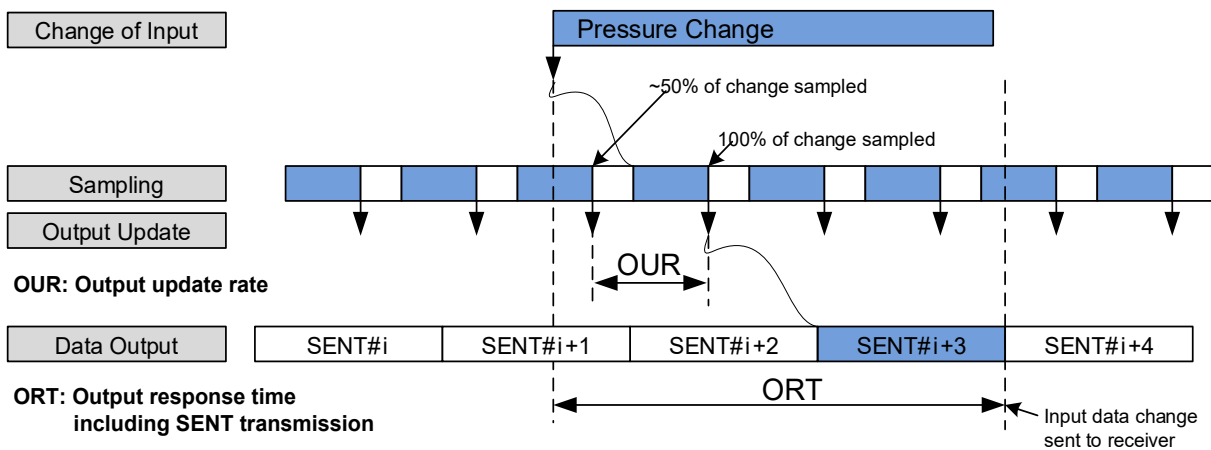 Change of Input
Pressure Change
~50% of change sampled
100% of change sampled
Sampling
Output Update
OUR
OUR: Output update rate
Data Output
SENT#i
SENT#i+1
SENT#i+2
SENT#i+3
SENT#i+4
ORT
ORT: Output response time
including SENT transmission
Input data change
sent to receiver